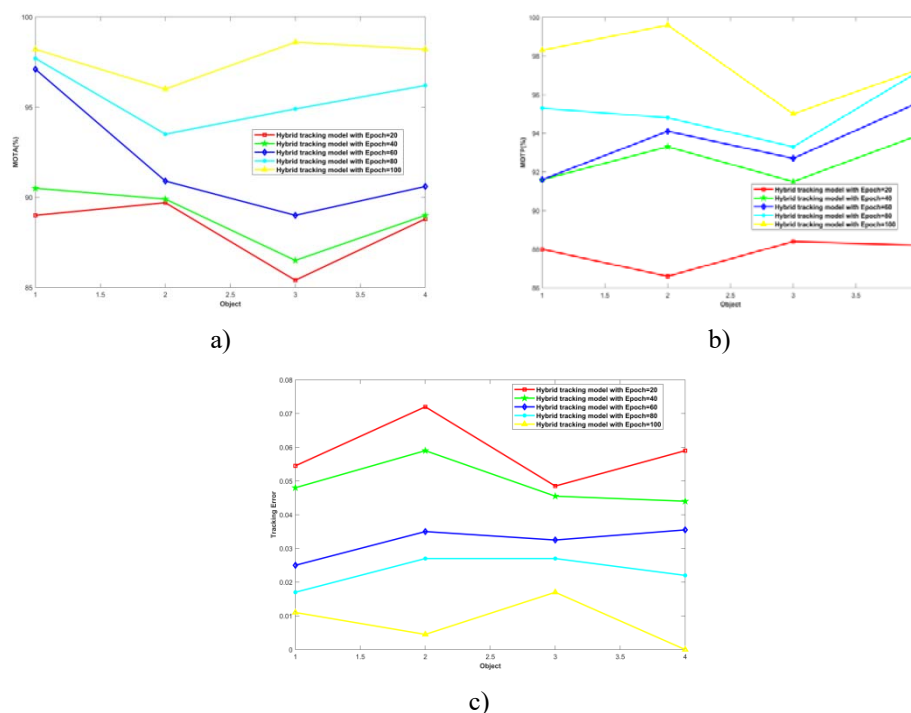 100
95
90
85
MOTA(%)
Hybrid tracking model with Epoch=20
Hybrid tracking model with Epoch=40
Hybrid tracking model with Epoch=60
Hybrid tracking model with Epoch=80
Hybrid tracking model with Epoch=100
1 1.5 2 2.5 3 3.5 4
Object
a)
100
98
96
94
92
90
88
86
Hybrid tracking model with Epoch=20
Hybrid tracking model with Epoch=40
Hybrid tracking model with Epoch=60
Hybrid tracking model with Epoch=80
Hybrid tracking model with Epoch=100
1 1.5 2 2.5 3 3.5
Object
b)
0.08
0.07
0.06
0.05
0.04
0.03
0.02
0.01
0
Tracking Error
Hybrid tracking model with Epoch=20
Hybrid tracking model with Epoch=40
Hybrid tracking model with Epoch=60
Hybrid tracking model with Epoch=80
Hybrid tracking model with Epoch=100
1 1.5 2 2.5 3 3.5 4
Object
c)